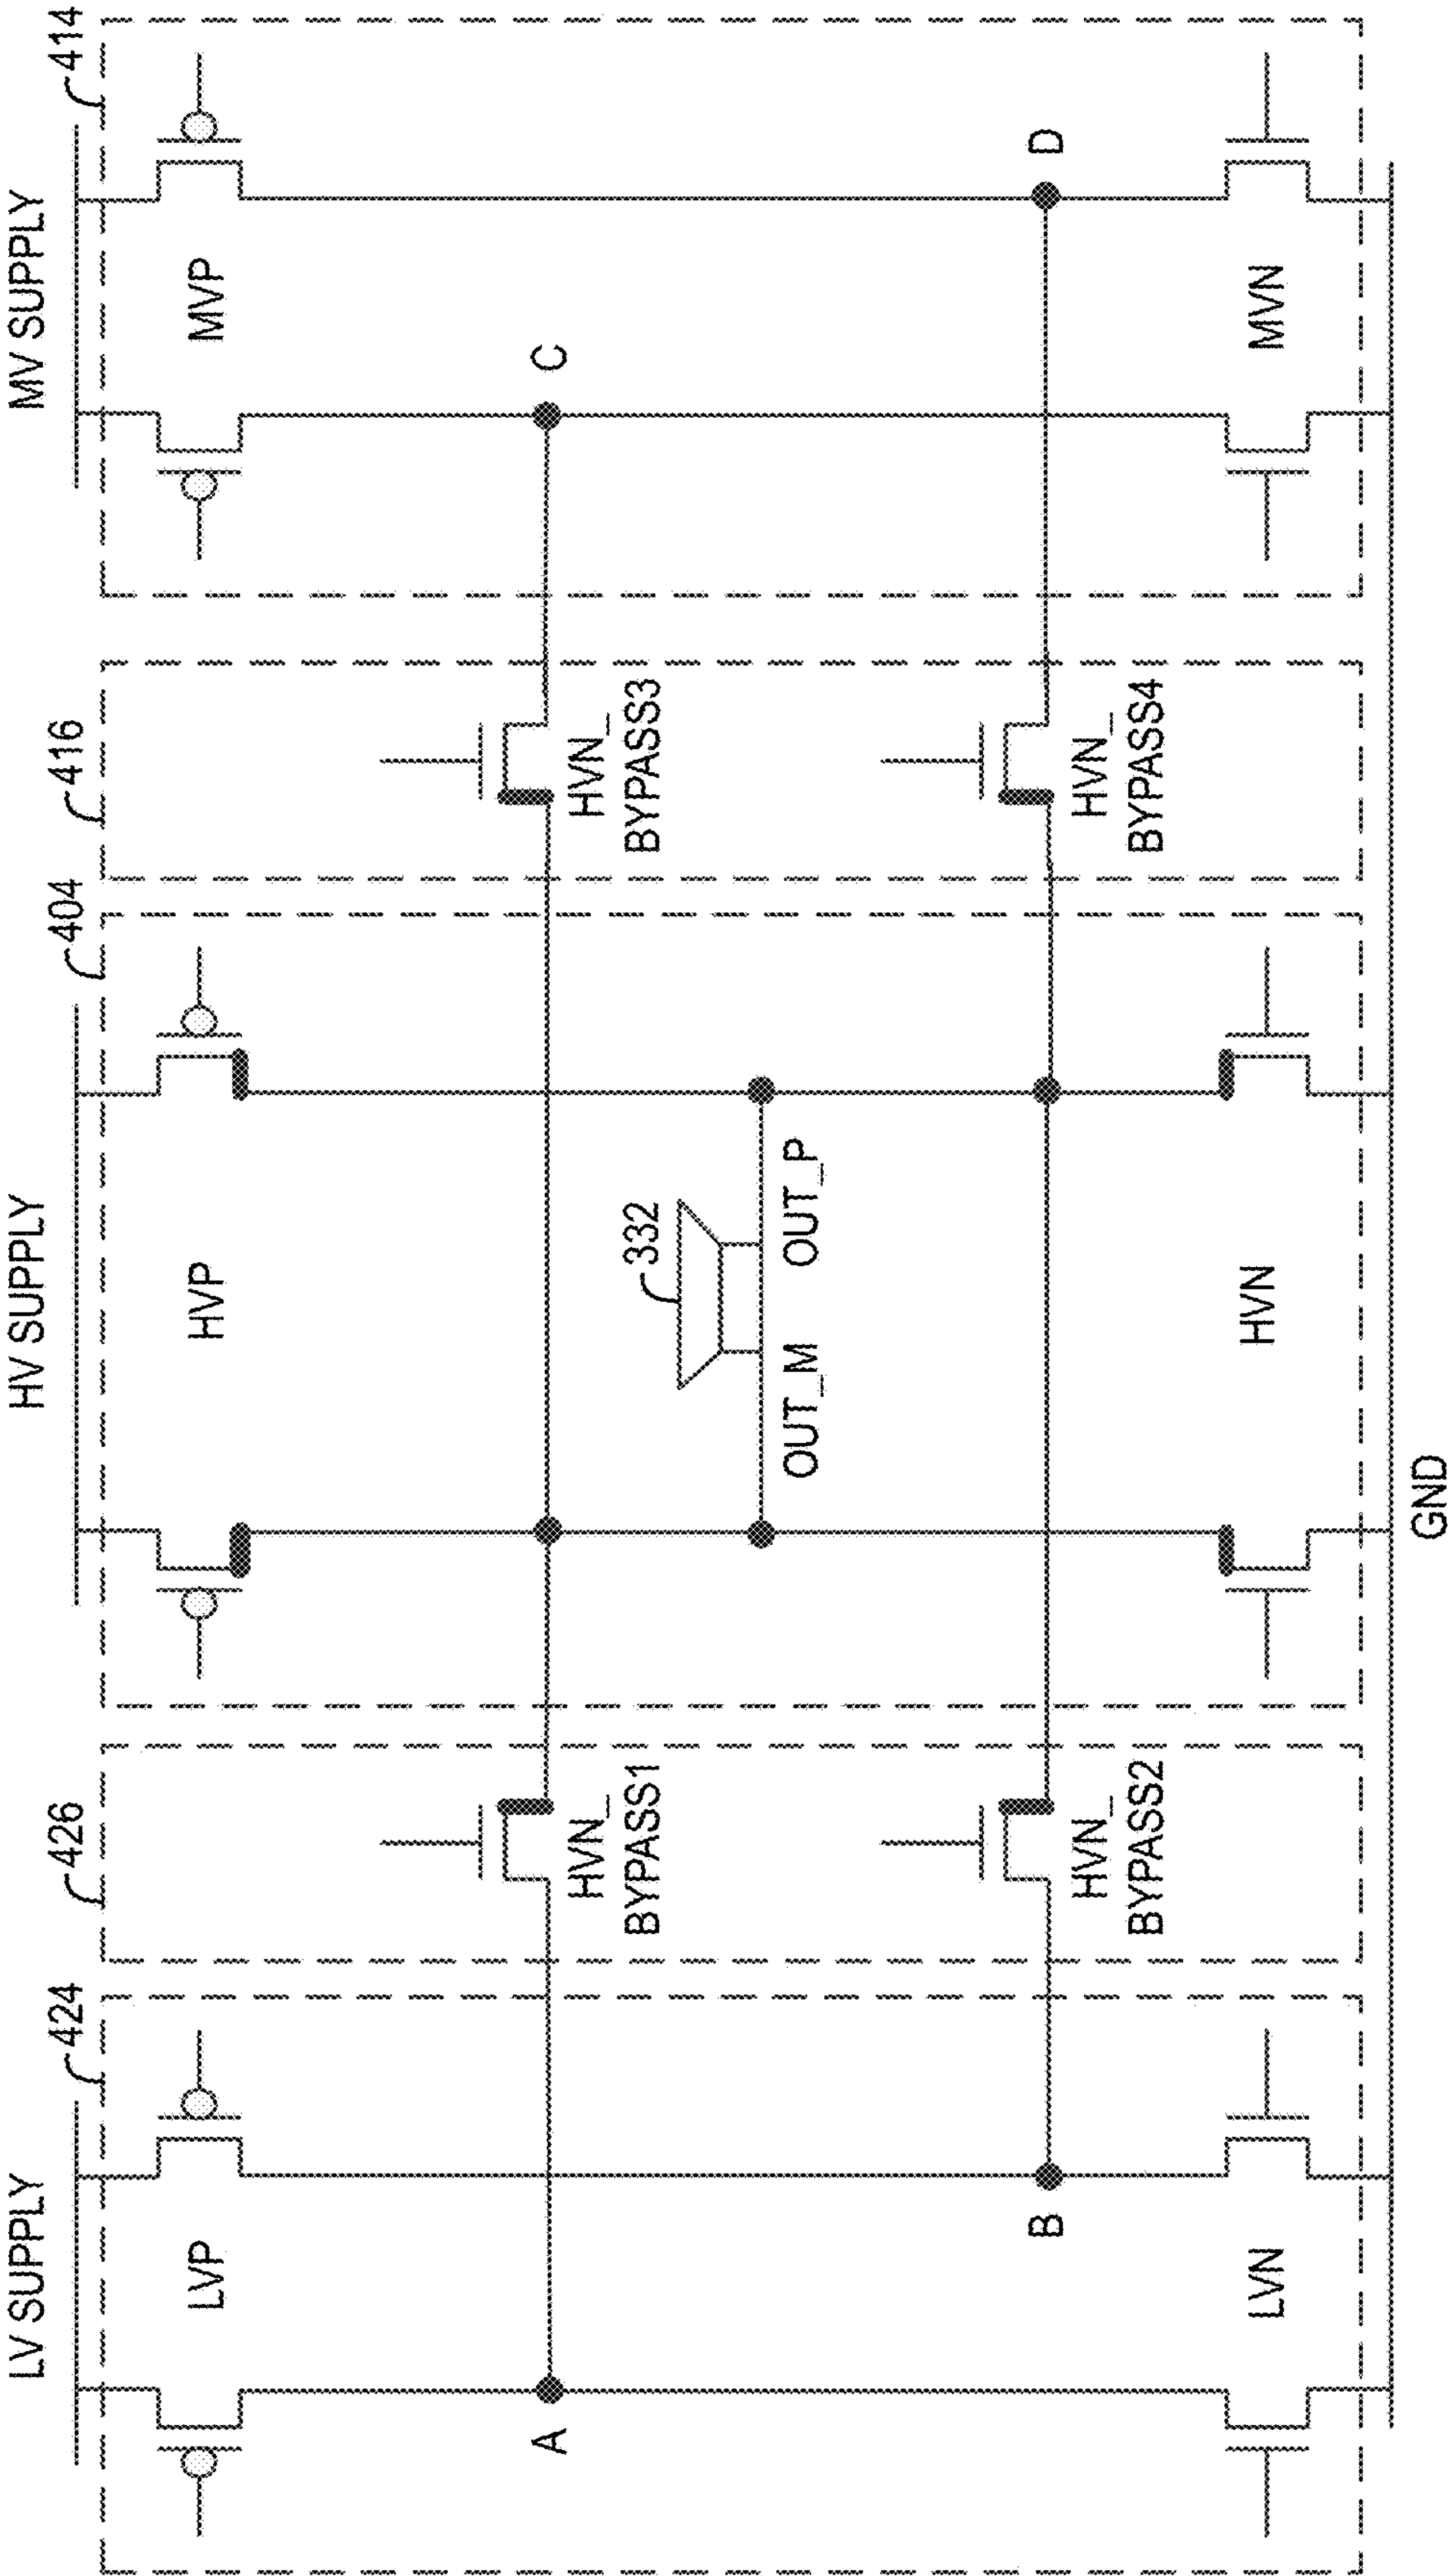 LV SUPPLY
HV SUPPLY
MV SUPPLY
424
426
404
416
414
LVP
HVP
MVP
A
C
HVN_
BYPASS1
HVN_
BYPASS3
332
OUT_M
OUT_P
B
D
HVN_
BYPASS2
HVN_
BYPASS4
LVN
HVN
MVN
GND